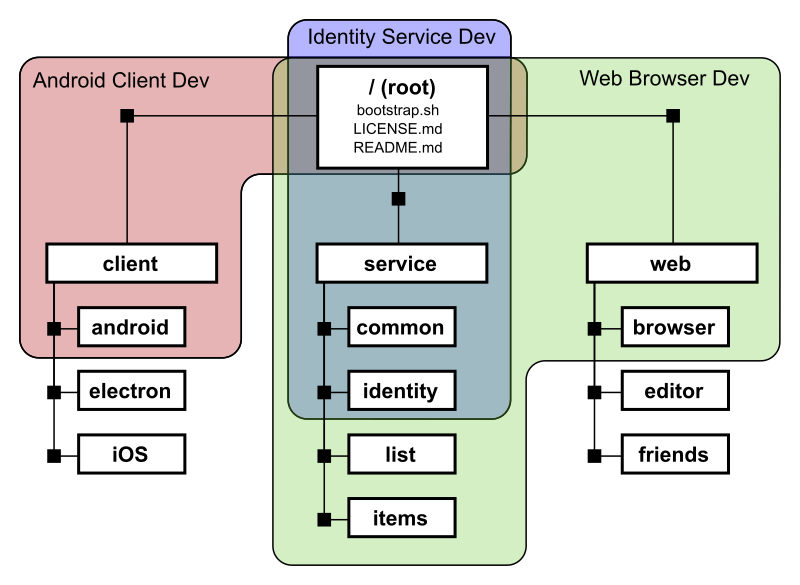 Identity Service Dev
Android Client Dev
Web Browser Dev
/ (root)
bootstrap.sh
LICENSE.md
README.md
client
service
web
android
common
browser
electron
identity
editor
iOS
list
friends
items